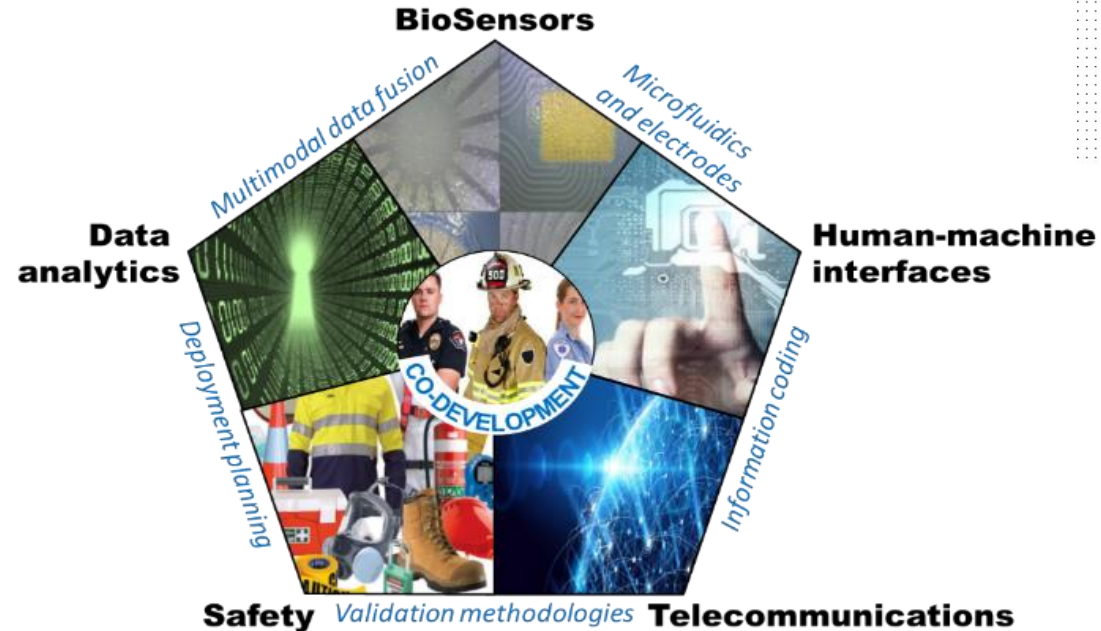 BioSensors
Multimodal data fusion
Microfluidics
and electrodes
Data
analytics
Human-machine
interfaces
500
CO-DEVELOPMENT
Deployment planning
Information coding
Safety
Validation methodologies
Telecommunications